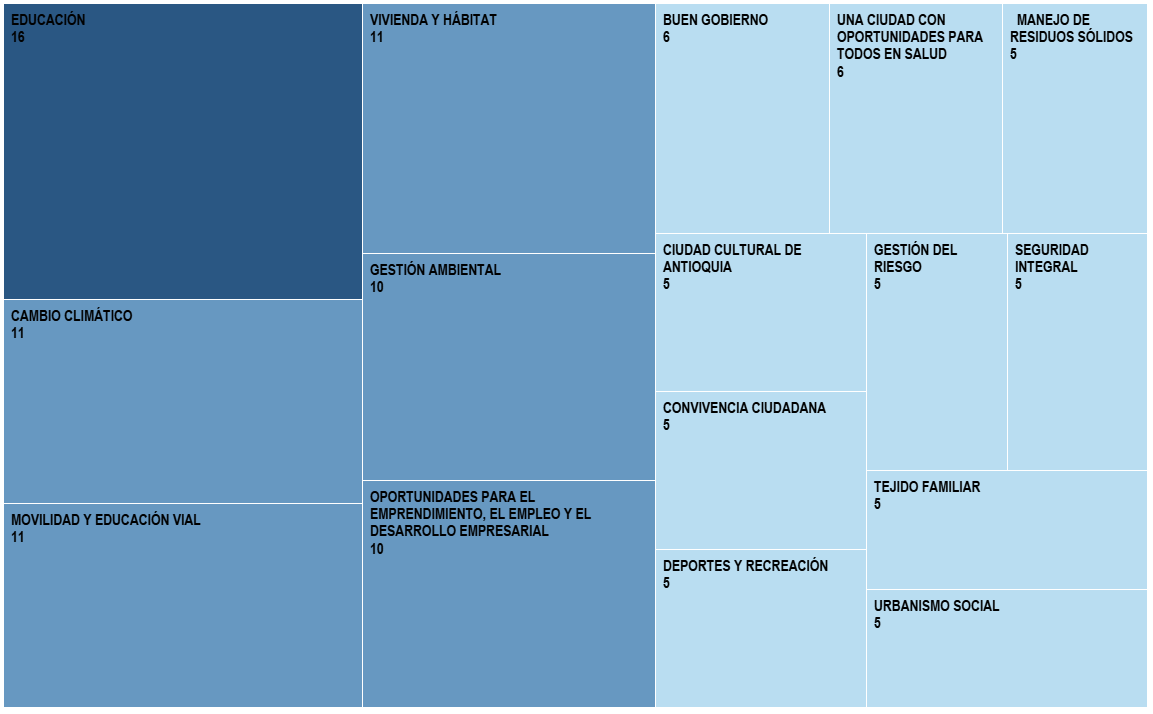 EDUCACIÓN
16
CAMBIO CLIMÁTICO
11
MOVILIDAD Y EDUCACIÓN VIAL
11
VIVIENDA Y HÁBITAT
11
GESTIÓN AMBIENTAL
10
OPORTUNIDADES PARA EL
EMPRENDIMIENTO, EL EMPLEO Y EL
DESARROLLO EMPRESARIAL
10
BUEN GOBIERNO
6
UNA CIUDAD CON
OPORTUNIDADES PARA
TODOS EN SALUD
6
MANEJO DE
RESIDUOS SÓLIDOS
5
CIUDAD CULTURAL DE
ANTIOQUIA
5
CONVIVENCIA CIUDADANA
5
DEPORTES Y RECREACIÓN
5
GESTIÓN DEL
RIESGO
5
SEGURIDAD
INTEGRAL
5
TEJIDO FAMILIAR
5
URBANISMO SOCIAL
5